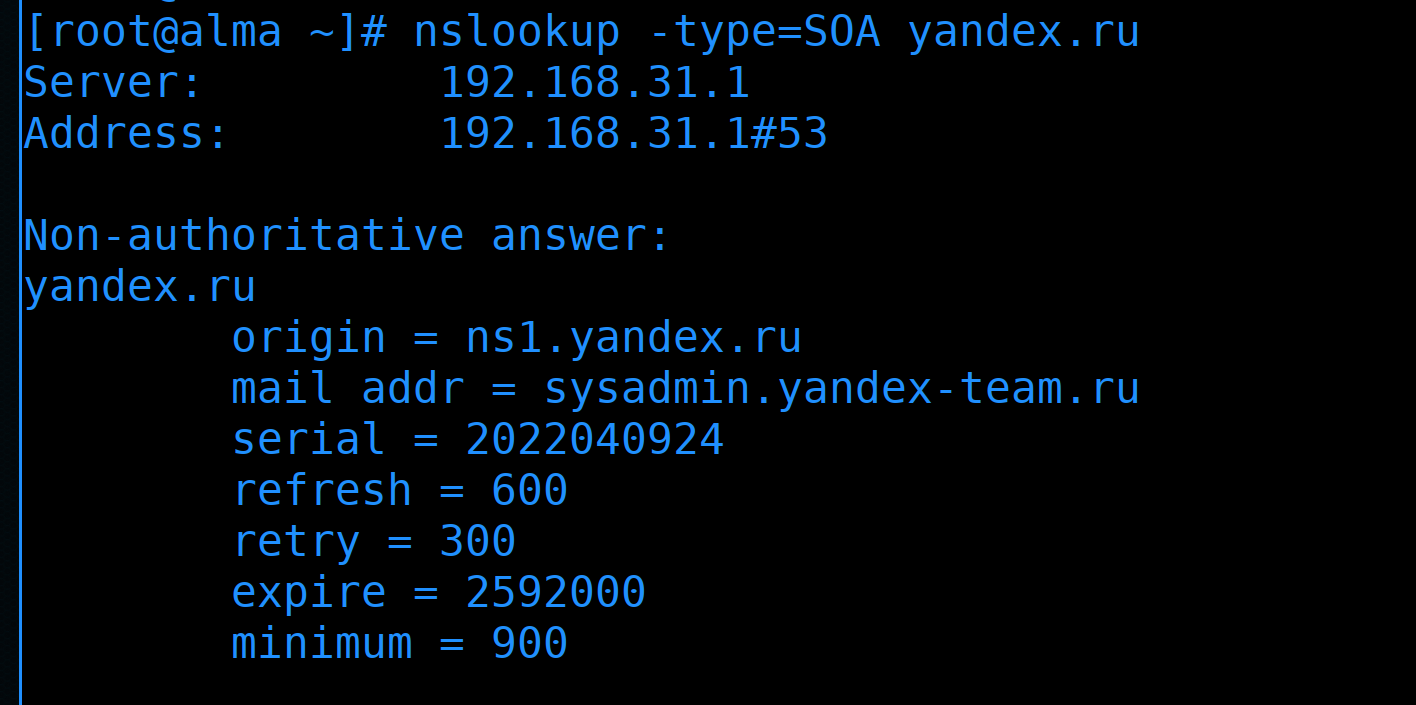 [root@alma ~]# nslookup -type=SOA yandex.ru
Server:         192.168.31.1
Address:        192.168.31.1#53

Non-authoritative answer:
yandex.ru
        origin = ns1.yandex.ru
        mail addr = sysadmin.yandex-team.ru
        serial = 2022040924
        refresh = 600
        retry = 300
        expire = 2592000
        minimum = 900